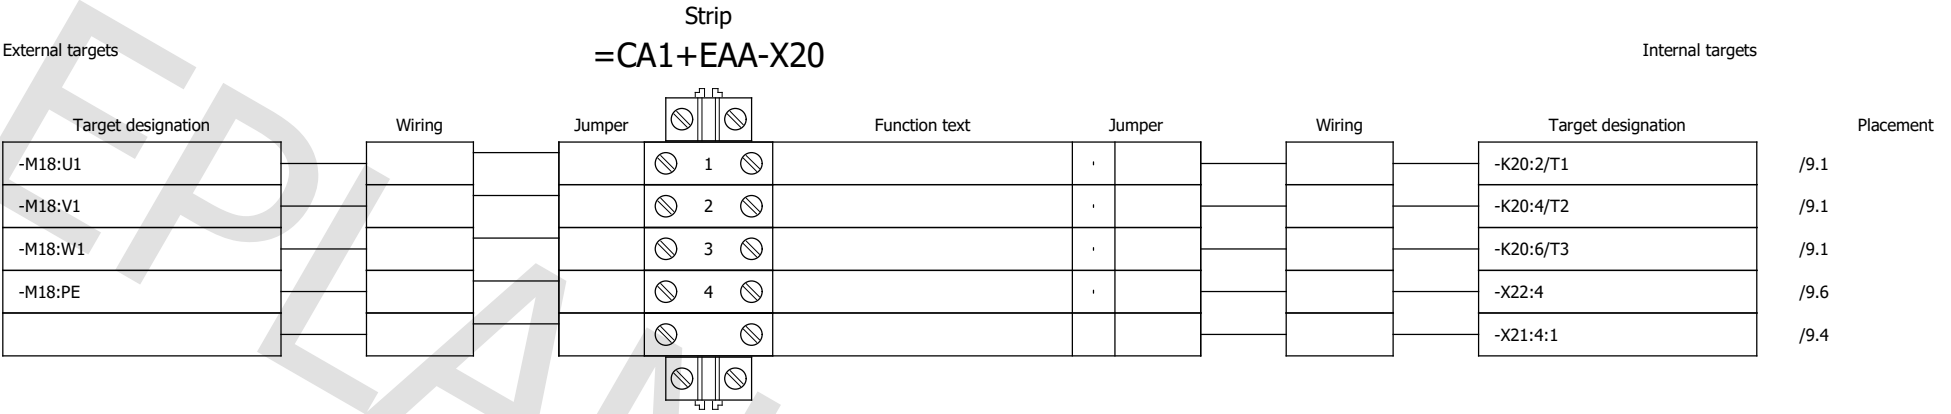 Strip
External targets =CA1+EAA-X20 Internal targets
Target designation Wiring Jumper Function text Jumper Wiring Target designation Placement
-M18:U1 1 ' -K20:2/T1 /9.1
-M18:V1 2 ' -K20:4/T2 /9.1
-M18:W1 3 ' -K20:6/T3 /9.1
-M18:PE 4 ' -X22:4 /9.6
-X21:4:1 /9.4
EPLAN